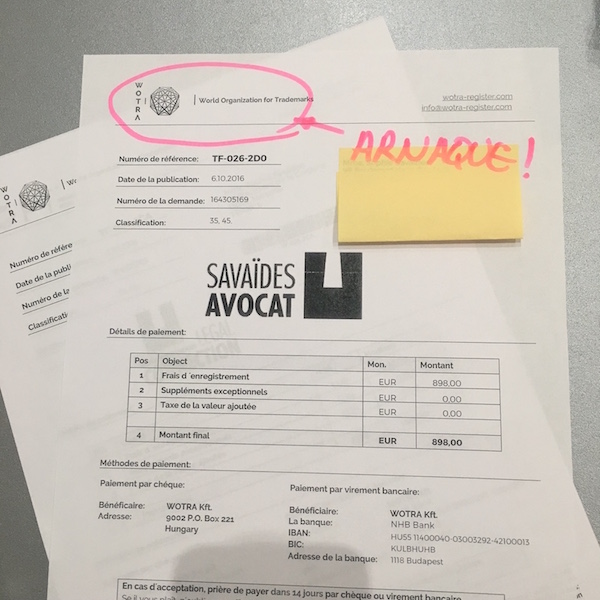 WOTRA
World Organization for Trademarks
wotra-register.com
info@wotra-register.com
ARNAQUE!
Numéro de référence: TF-026-2D0
Date de la publication: 6.10.2016
Numéro de la demande: 164305169
Classification: 35, 45.
WOTRA
Numéro de référe
Date de la publi
Numéro de la
Classificati
SAVAÏDES
AVOCAT
Détails de paiement:
Pos Object Mon. Montant
1 Frais d´enregistrement EUR 898,00
2 Suppléments exceptionnels EUR 0,00
3 Taxe de la valeur ajoutée EUR 0,00
4 Montant final EUR 898,00
Méthodes de paiement:
Paiement par chéque:
Bénéficaire: WOTRA Kft.
Adresse: 9002 P.O. Box 221
Hungary
Paiement par virement bancaire:
Bénéficiaire: WOTRA Kft.
La banque: NHB Bank
IBAN: HU55 11400040-03003292-42100013
BIC: KULBHUHB
Adresse de la banque: 1118 Budapest
En cas d'acceptation, prière de payer dans 14 jours par chéque ou virement bancaire